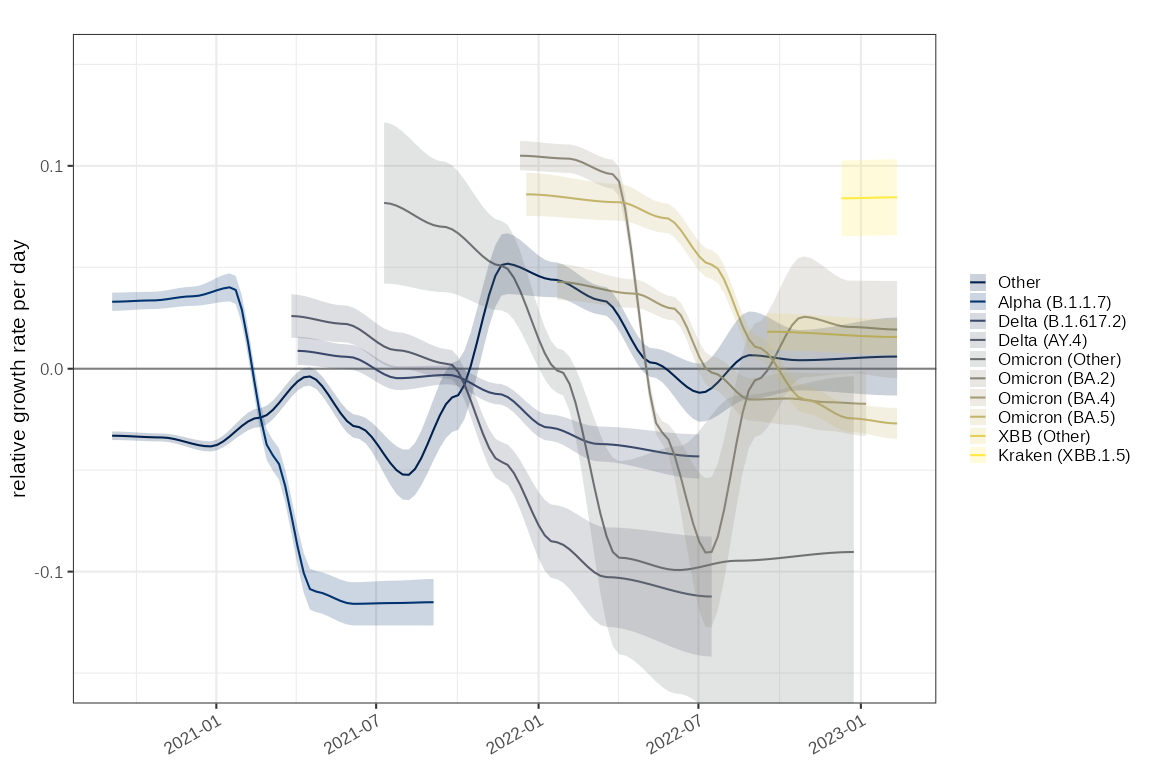 relative growth rate per day
0.1
0.0
-0.1
2021-01
2021-07
2022-01
2022-07
2023-01
Other
Alpha (B.1.1.7)
Delta (B.1.617.2)
Delta (AY.4)
Omicron (Other)
Omicron (BA.2)
Omicron (BA.4)
Omicron (BA.5)
XBB (Other)
Kraken (XBB.1.5)